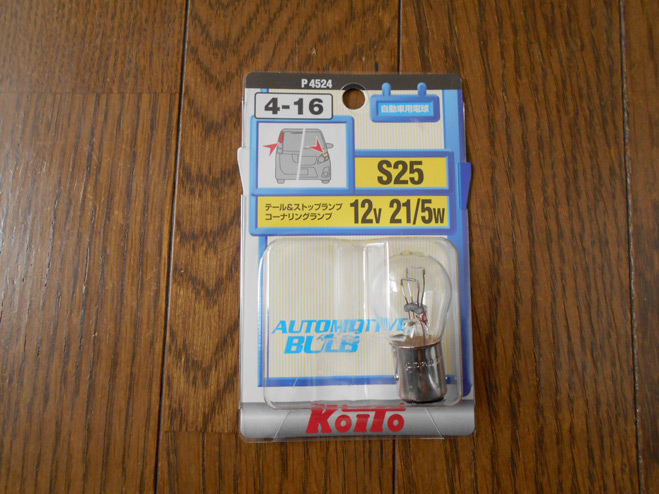 P 4524
4-16
自動車用電球
S25
テール&ストップランプ
コーナリングランプ
12V 21/5W
AUTOMOTIVE
BULB
KOITO